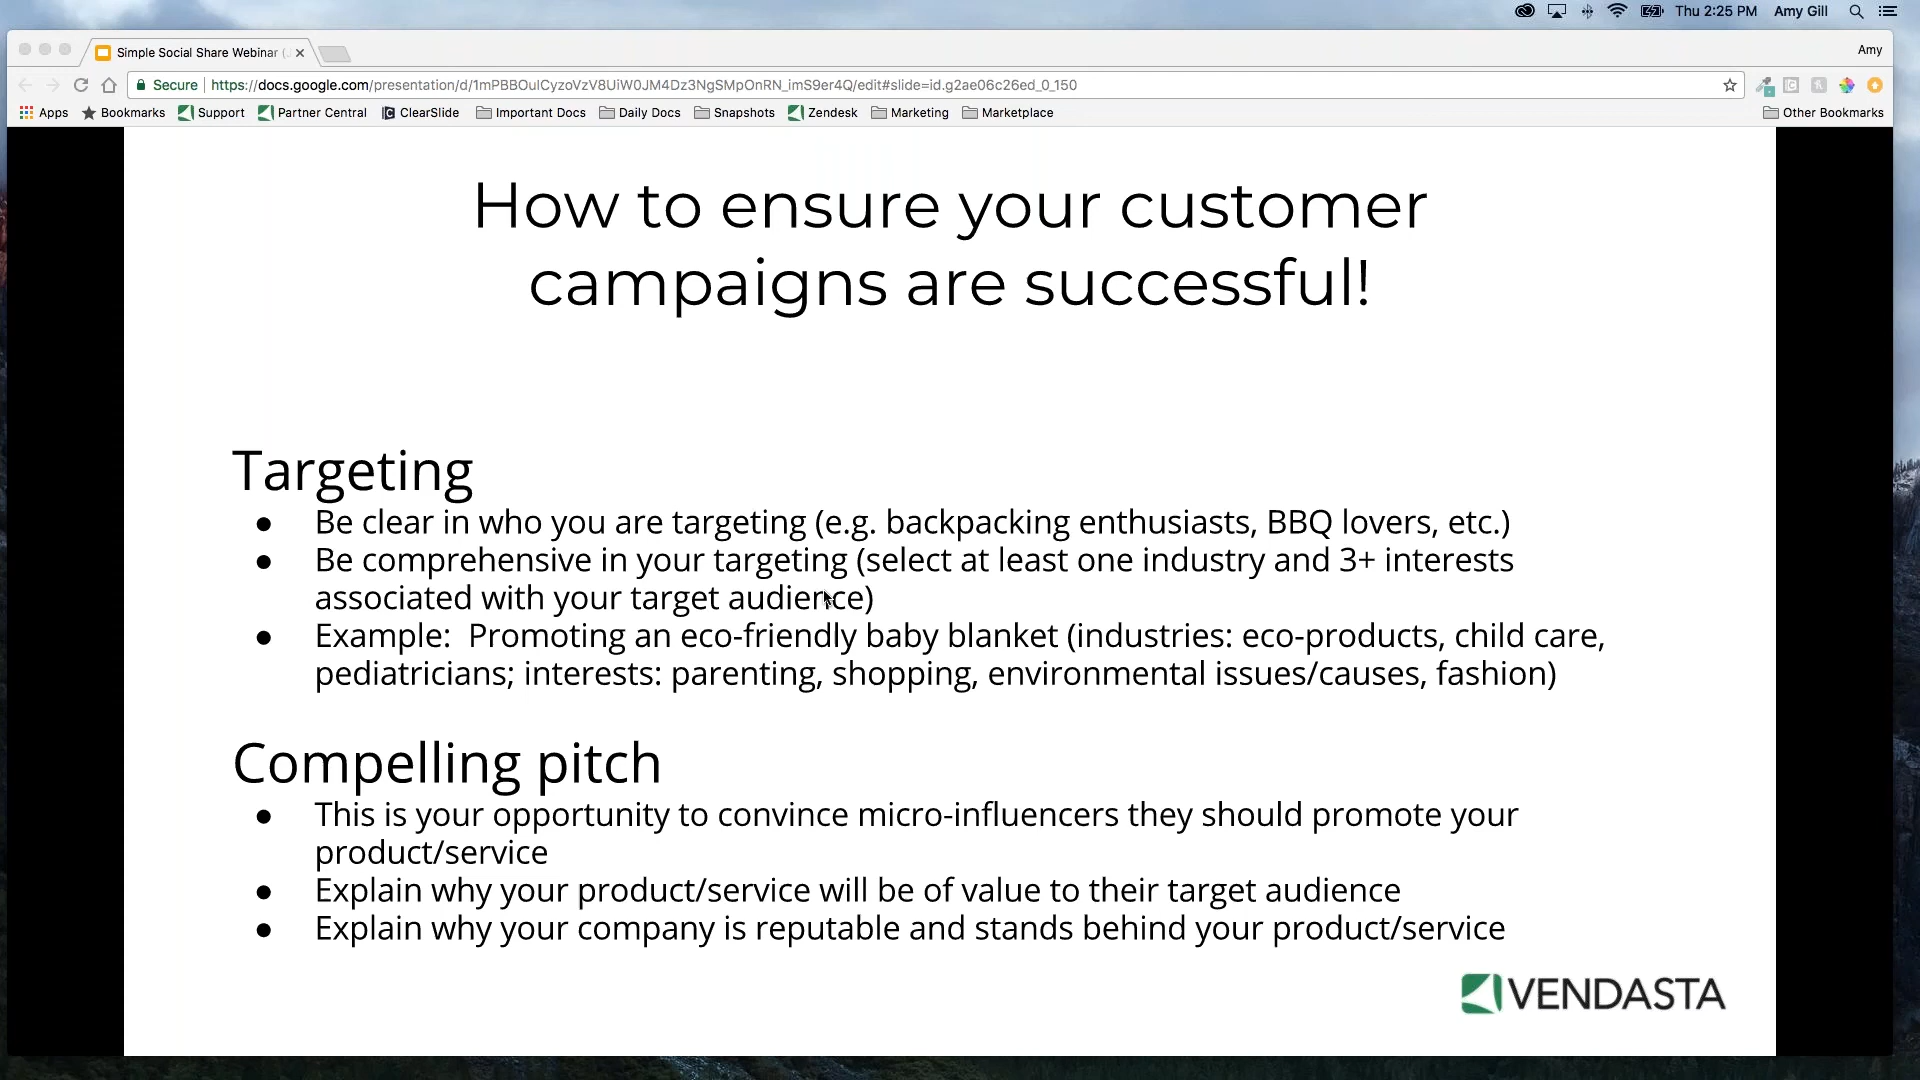 Thu 2:25 PM Amy Gill
Simple Social Share Webinar (
Amy
Secure https://docs.google.com/presentation/d/1mPBBOulCyzoVzV8UiW0JM4Dz3NgSMpOnRN_imS9er4Q/edit#slide=id.g2ae06c26ed_0_150
Apps Bookmarks Support Partner Central ClearSlide Important Docs Daily Docs Snapshots Zendesk Marketing Marketplace Other Bookmarks
How to ensure your customer
campaigns are successful!
Targeting
● Be clear in who you are targeting (e.g. backpacking enthusiasts, BBQ lovers, etc.)
● Be comprehensive in your targeting (select at least one industry and 3+ interests
associated with your target audience)
● Example: Promoting an eco-friendly baby blanket (industries: eco-products, child care,
pediatricians; interests: parenting, shopping, environmental issues/causes, fashion)
Compelling pitch
● This is your opportunity to convince micro-influencers they should promote your
product/service
● Explain why your product/service will be of value to their target audience
● Explain why your company is reputable and stands behind your product/service
VENDASTA